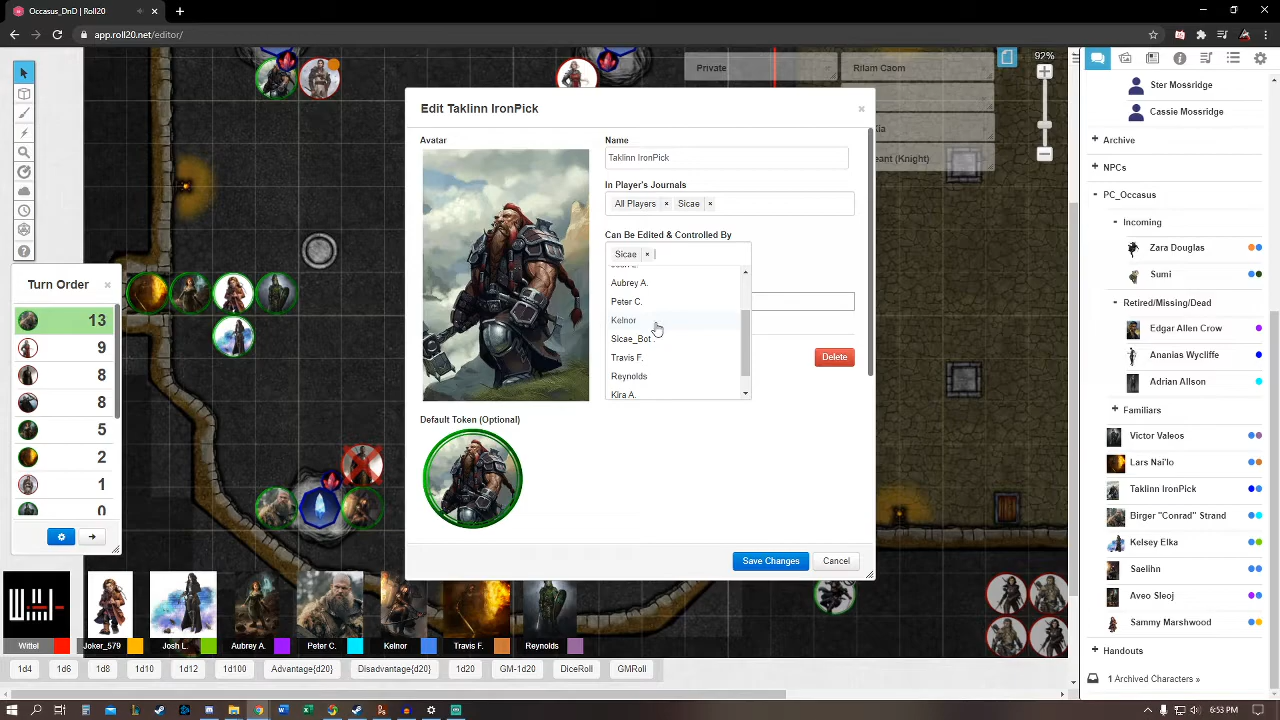 Occasus_DnD | Roll20
app.roll20.net/editor/
Private
Rilam Caom
92%
Edit Taklinn IronPick
Avatar
Name
Taklinn IronPick
In Player's Journals
All Players × Sicae ×
Can Be Edited & Controlled By
Sicae ×
Aubrey A.
Peter C.
Kelnor
Sicae_Bot
Travis F.
Reynolds
Kira A.
Delete
Default Token (Optional)
Save Changes
Cancel
Turn Order
13
9
8
8
5
2
1
0
Ster Mossridge
Cassie Mossridge
Archive
NPCs
PC_Occasus
Incoming
Zara Douglas
Sumi
Retired/Missing/Dead
Edgar Allen Crow
Ananias Wycliffe
Adrian Allson
Familiars
Victor Valeos
Lars Nai'lo
Taklinn IronPick
Birger "Conrad" Strand
Kelsey Elka
Saelihn
Aveo Sleoj
Sammy Marshwood
Handouts
1 Archived Characters »
Wittel
Joker_579
Josh L.
Aubrey A.
Peter C.
Kelnor
Travis F.
Reynolds
1d4
1d6
1d8
1d10
1d12
1d100
Advantage{d20}
Disadvantage{d20}
1d20
GM-1d20
DiceRoll
GMRoll
6:53 PM